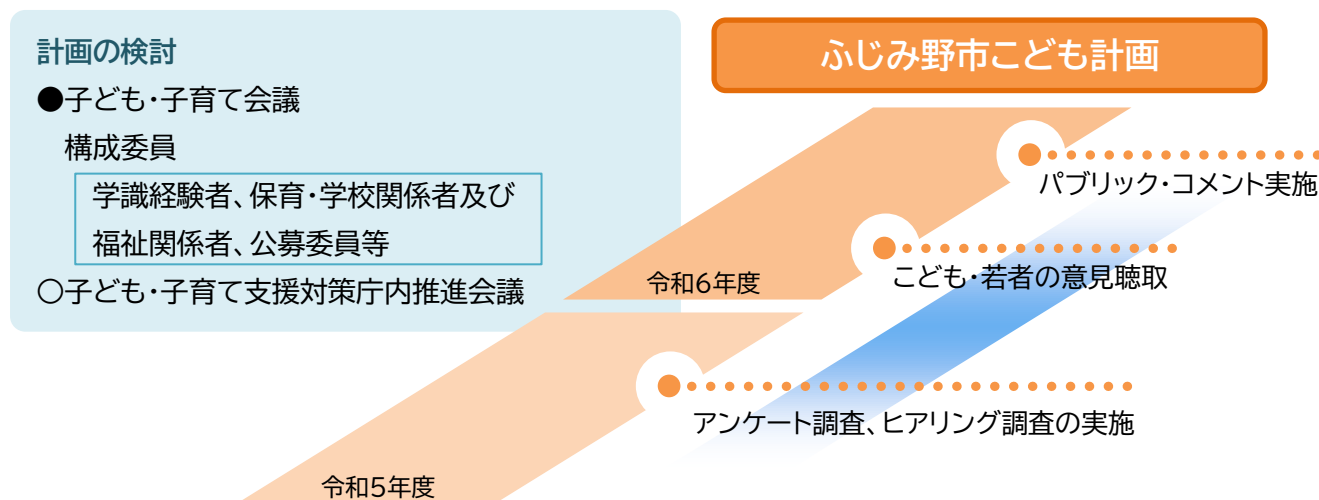 計画の検討
●子ども・子育て会議
構成委員
学識経験者、保育・学校関係者及び
福祉関係者、公募委員等
○子ども・子育て支援対策庁内推進会議
ふじみ野市こども計画
パブリック・コメント実施
こども・若者の意見聴取
令和6年度
アンケート調査、ヒアリング調査の実施
令和5年度